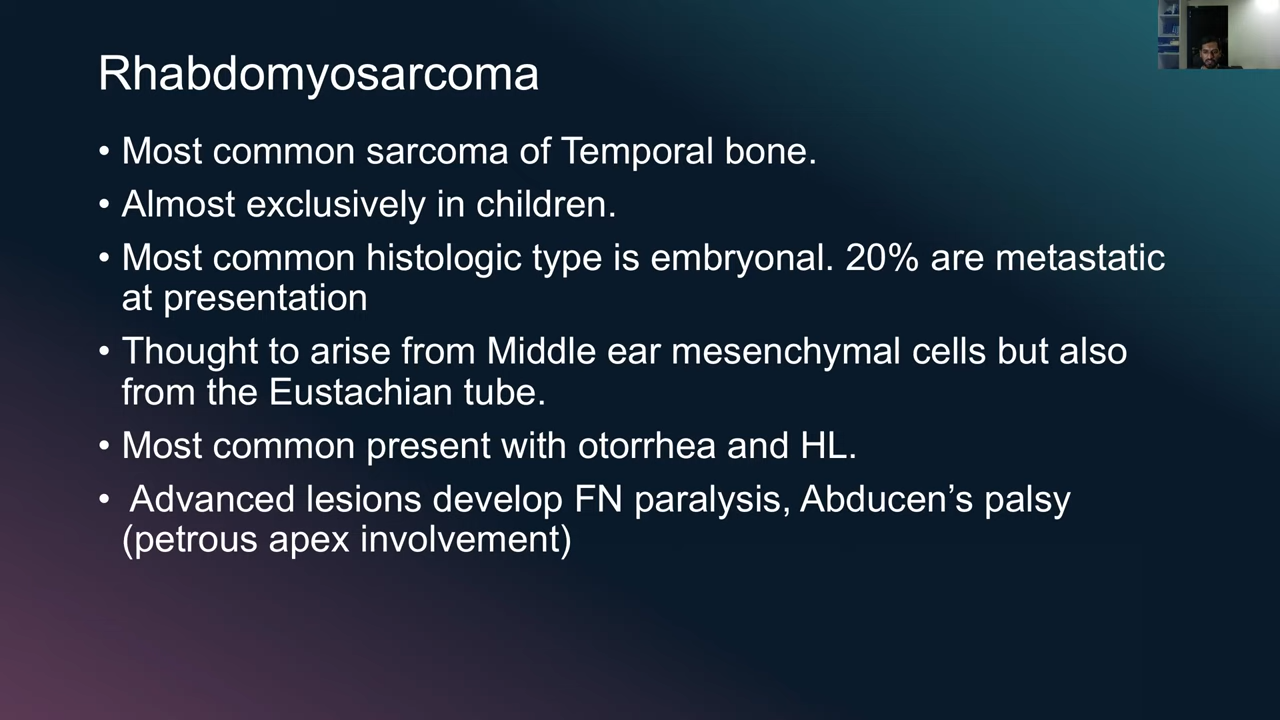 Rhabdomyosarcoma
• Most common sarcoma of Temporal bone.
• Almost exclusively in children.
• Most common histologic type is embryonal. 20% are metastatic
at presentation
• Thought to arise from Middle ear mesenchymal cells but also
from the Eustachian tube.
• Most common present with otorrhea and HL.
• Advanced lesions develop FN paralysis, Abducen’s palsy
(petrous apex involvement)